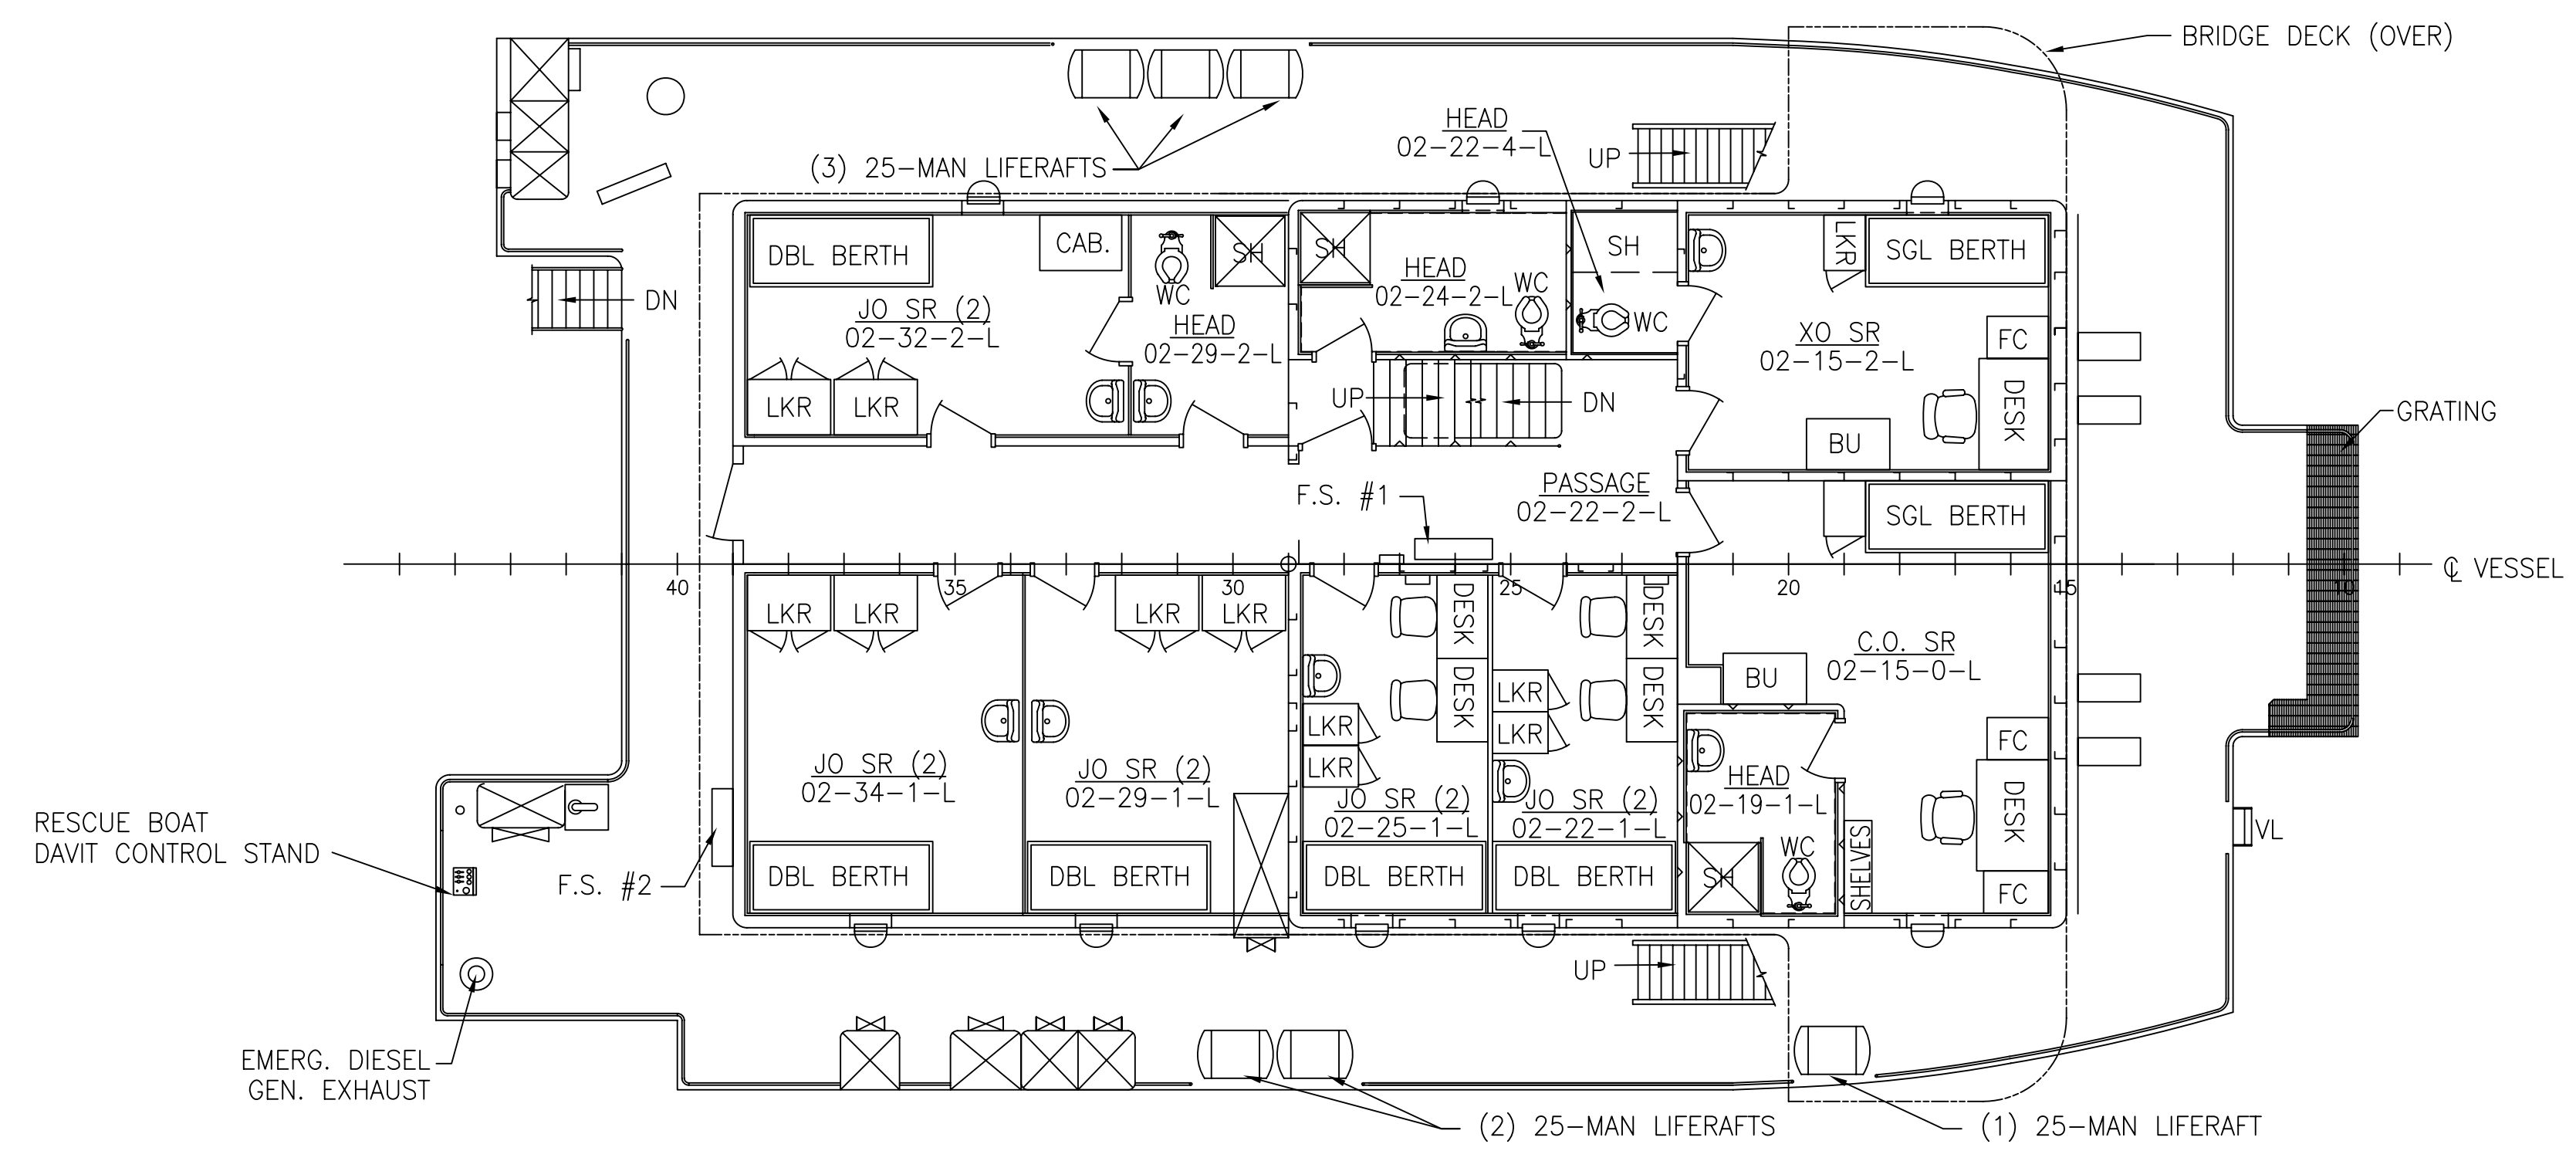 BRIDGE DECK (OVER)
HEAD
02-22-4-L
UP
(3) 25-MAN LIFERAFTS
DBL BERTH
CAB.
SH
SH
SH
LKR
SGL BERTH
HEAD
02-24-2-L
WC
WC
WC
DN
JO SR (2)
02-32-2-L
HEAD
02-29-2-L
XO SR
02-15-2-L
FC
LKR
LKR
UP
DN
DESK
BU
GRATING
PASSAGE
02-22-2-L
F.S. #1
SGL BERTH
℄ VESSEL
40
35
30
25
20
15
10
LKR
LKR
LKR
LKR
DESK
DESK
C.O. SR
02-15-0-L
BU
DESK
DESK
LKR
LKR
LKR
LKR
FC
JO SR (2)
02-34-1-L
JO SR (2)
02-29-1-L
JO SR (2)
02-25-1-L
JO SR (2)
02-22-1-L
HEAD
02-19-1-L
DESK
RESCUE BOAT
DAVIT CONTROL STAND
VL
WC
SHELVES
F.S. #2
DBL BERTH
DBL BERTH
DBL BERTH
DBL BERTH
SH
FC
UP
EMERG. DIESEL
GEN. EXHAUST
(2) 25-MAN LIFERAFTS
(1) 25-MAN LIFERAFT